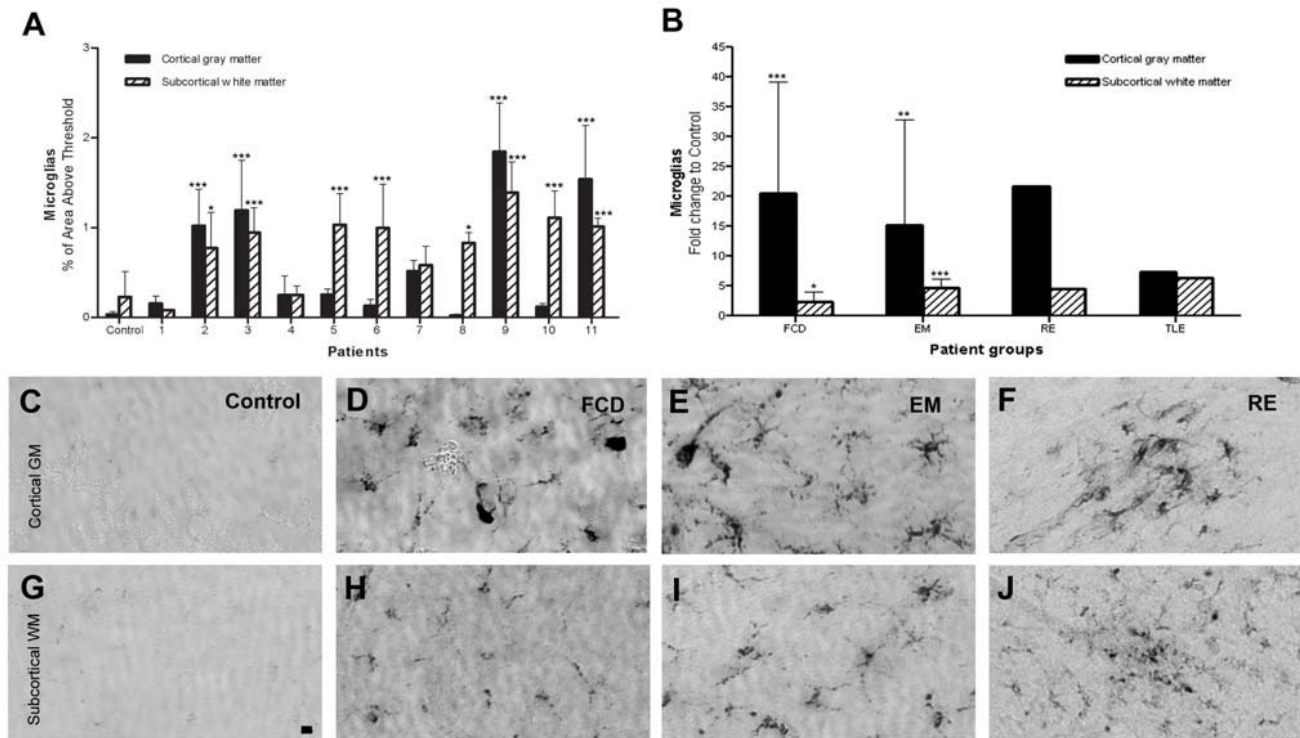 A
3
2
1
0
Microglias
% of Area Above Threshold
Cortical gray matter
Subcortical white matter
***
*
***
***
***
***
*
***
***
***
***
***
Control 1 2 3 4 5 6 7 8 9 10 11
Patients
B
45
40
35
30
25
20
15
10
5
0
Microglias
Fold change to Control
Cortical gray matter
Subcortical white matter
***
*
**
***
FCD EM RE TLE
Patient groups
C Control
D FCD
E EM
F RE
Cortical GM
G
H
I
J
Subcortical WM